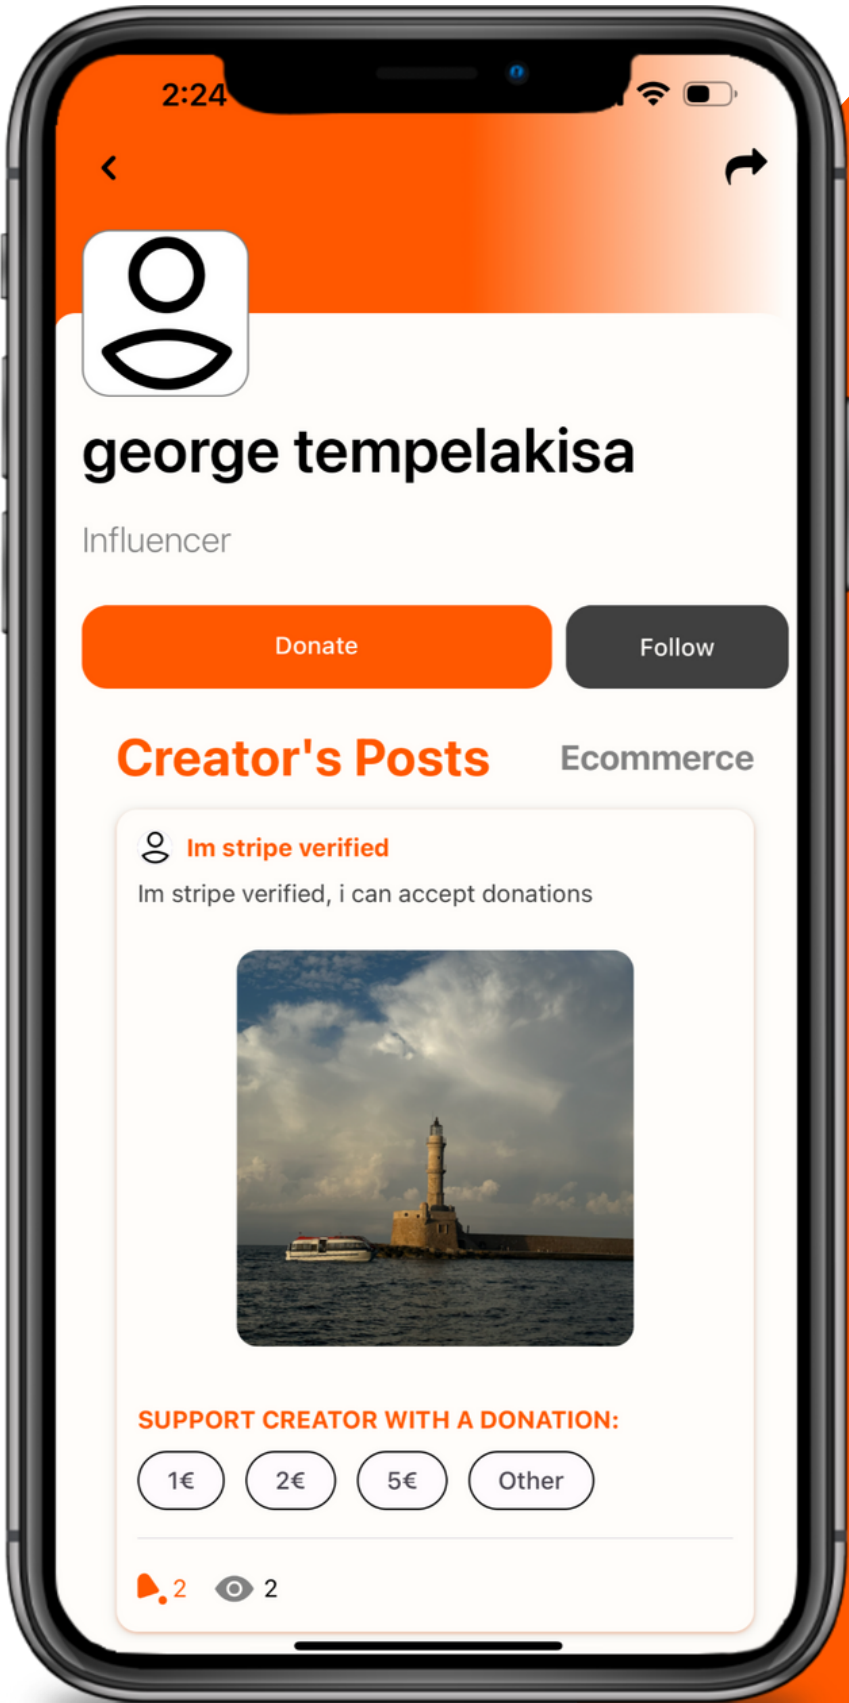 2:24
george tempelakisa
Influencer
Donate Follow
Creator's Posts Ecommerce
Im stripe verified
Im stripe verified, i can accept donations
SUPPORT CREATOR WITH A DONATION:
1€ 2€ 5€ Other
2 2